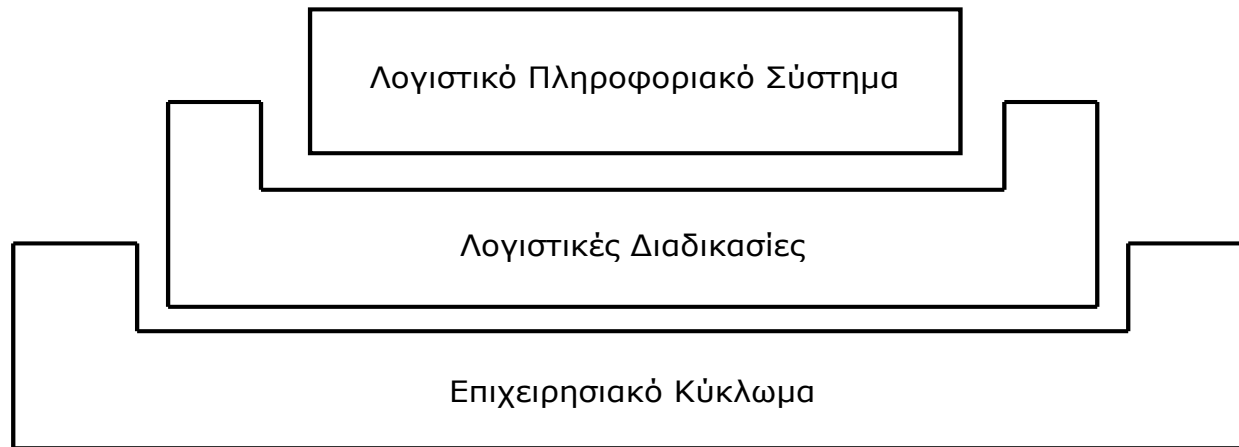 Λογιστικό Πληροφοριακό Σύστημα
Λογιστικές Διαδικασίες
Επιχειρησιακό Κύκλωμα